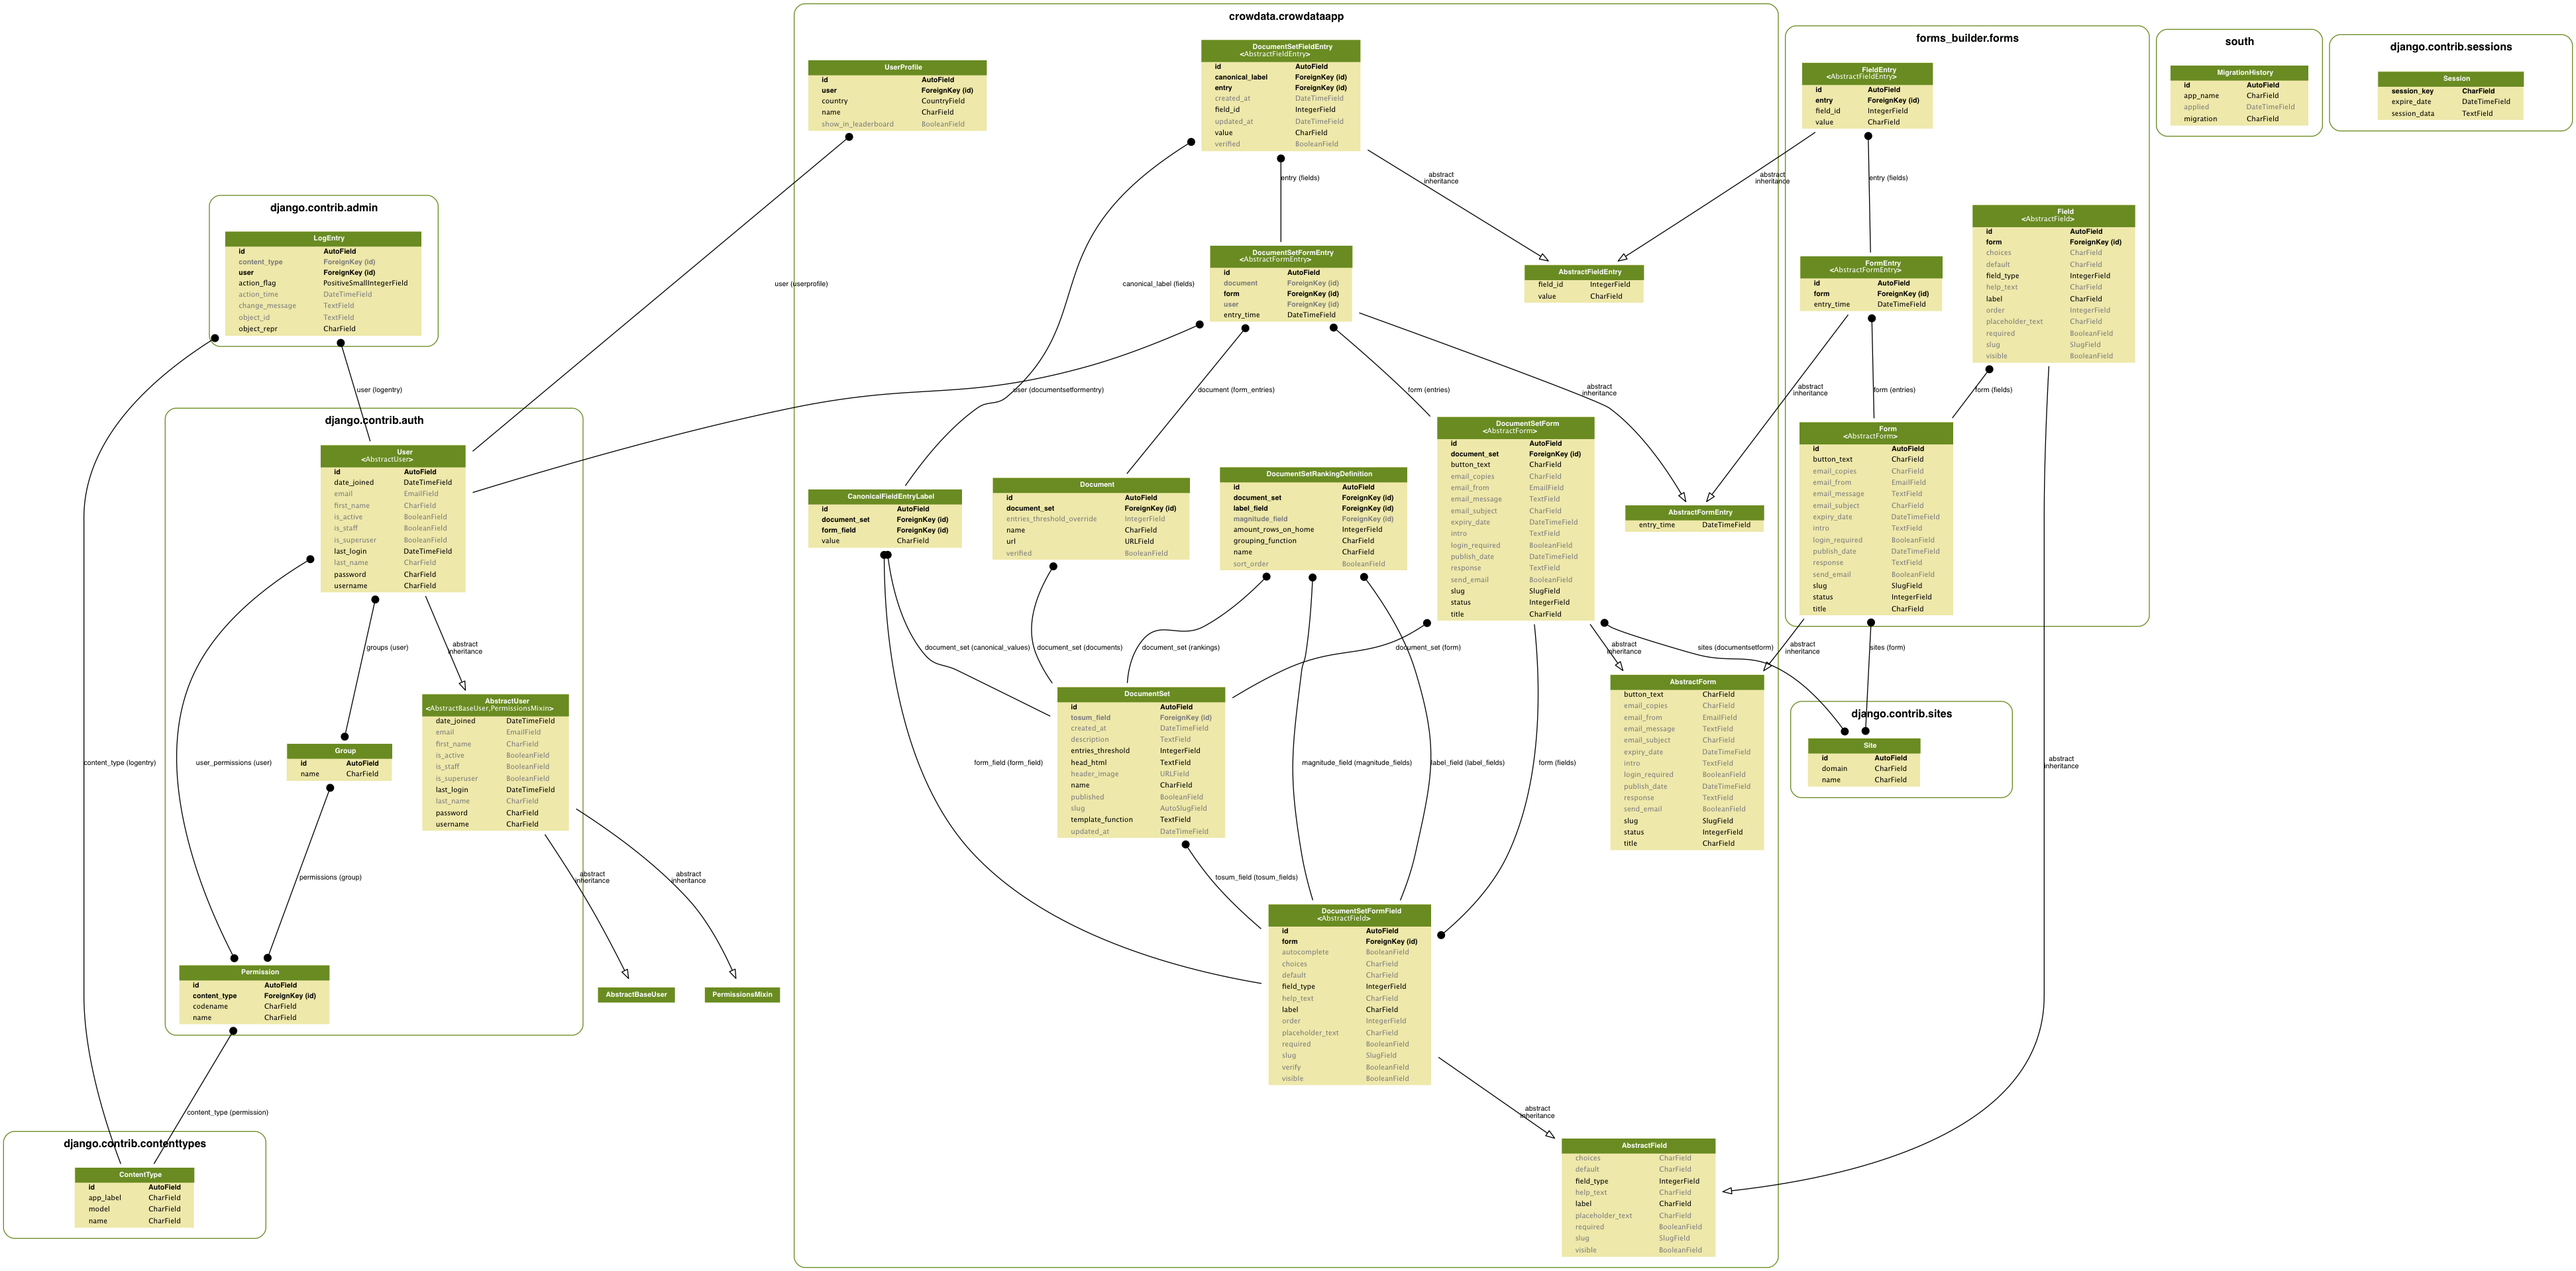 crowdata.crowdataapp
UserProfile
id AutoField
user ForeignKey (id)
country CountryField
name CharField
show_in_leaderboard BooleanField
DocumentSetFieldEntry
<AbstractFieldEntry>
id AutoField
canonical_label ForeignKey (id)
entry ForeignKey (id)
created_at DateTimeField
field_id IntegerField
updated_at DateTimeField
value CharField
verified BooleanField
entry (fields)
abstract
inheritance
canonical_label (fields)
user (userprofile)
DocumentSetFormEntry
<AbstractFormEntry>
id AutoField
document ForeignKey (id)
form ForeignKey (id)
user ForeignKey (id)
entry_time DateTimeField
AbstractFieldEntry
field_id IntegerField
value CharField
user (documentsetformentry)
document (form_entries)
form (entries)
abstract
inheritance
CanonicalFieldEntryLabel
id AutoField
document_set ForeignKey (id)
form_field ForeignKey (id)
value CharField
Document
id AutoField
document_set ForeignKey (id)
entries_threshold_override IntegerField
name CharField
url URLField
verified BooleanField
DocumentSetRankingDefinition
id AutoField
document_set ForeignKey (id)
label_field ForeignKey (id)
magnitude_field ForeignKey (id)
amount_rows_on_home IntegerField
grouping_function CharField
name CharField
sort_order BooleanField
DocumentSetForm
<AbstractForm>
id AutoField
document_set ForeignKey (id)
button_text CharField
email_copies CharField
email_from EmailField
email_message TextField
email_subject CharField
expiry_date DateTimeField
intro TextField
login_required BooleanField
publish_date DateTimeField
response TextField
send_email BooleanField
slug SlugField
status IntegerField
title CharField
AbstractFormEntry
entry_time DateTimeField
document_set (canonical_values)
document_set (documents)
document_set (rankings)
document_set (form)
abstract
inheritance
sites (documentsetform)
DocumentSet
id AutoField
tosum_field ForeignKey (id)
created_at DateTimeField
description TextField
entries_threshold IntegerField
head_html TextField
header_image URLField
name CharField
published BooleanField
slug AutoSlugField
template_function TextField
updated_at DateTimeField
form_field (form_field)
magnitude_field (magnitude_fields)
label_field (label_fields)
form (fields)
tosum_field (tosum_fields)
AbstractForm
button_text CharField
email_copies CharField
email_from EmailField
email_message TextField
email_subject CharField
expiry_date DateTimeField
intro TextField
login_required BooleanField
publish_date DateTimeField
response TextField
send_email BooleanField
slug SlugField
status IntegerField
title CharField
DocumentSetFormField
<AbstractField>
id AutoField
form ForeignKey (id)
autocomplete BooleanField
choices CharField
default CharField
field_type IntegerField
help_text CharField
label CharField
order IntegerField
placeholder_text CharField
required BooleanField
slug SlugField
verify BooleanField
visible BooleanField
abstract
inheritance
AbstractField
choices CharField
default CharField
field_type IntegerField
help_text CharField
label CharField
placeholder_text CharField
required BooleanField
slug SlugField
visible BooleanField
forms_builder.forms
FieldEntry
<AbstractFieldEntry>
id AutoField
entry ForeignKey (id)
field_id IntegerField
value CharField
abstract
inheritance
entry (fields)
Field
<AbstractField>
id AutoField
form ForeignKey (id)
choices CharField
default CharField
field_type IntegerField
help_text CharField
label CharField
order IntegerField
placeholder_text CharField
required BooleanField
slug SlugField
visible BooleanField
FormEntry
<AbstractFormEntry>
id AutoField
form ForeignKey (id)
entry_time DateTimeField
abstract
inheritance
form (entries)
form (fields)
Form
<AbstractForm>
id AutoField
button_text CharField
email_copies CharField
email_from EmailField
email_message TextField
email_subject CharField
expiry_date DateTimeField
intro TextField
login_required BooleanField
publish_date DateTimeField
response TextField
send_email BooleanField
slug SlugField
status IntegerField
title CharField
abstract
inheritance
sites (form)
abstract
inheritance
django.contrib.sites
Site
id AutoField
domain CharField
name CharField
south
MigrationHistory
id AutoField
app_name CharField
applied DateTimeField
migration CharField
django.contrib.sessions
Session
session_key CharField
expire_date DateTimeField
session_data TextField
django.contrib.admin
LogEntry
id AutoField
content_type ForeignKey (id)
user ForeignKey (id)
action_flag PositiveSmallIntegerField
action_time DateTimeField
change_message TextField
object_id TextField
object_repr CharField
user (logentry)
content_type (logentry)
django.contrib.auth
User
<AbstractUser>
id AutoField
date_joined DateTimeField
email EmailField
first_name CharField
is_active BooleanField
is_staff BooleanField
is_superuser BooleanField
last_login DateTimeField
last_name CharField
password CharField
username CharField
groups (user)
abstract
inheritance
user_permissions (user)
AbstractUser
<AbstractBaseUser,PermissionsMixin>
date_joined DateTimeField
email EmailField
first_name CharField
is_active BooleanField
is_staff BooleanField
is_superuser BooleanField
last_login DateTimeField
last_name CharField
password CharField
username CharField
Group
id AutoField
name CharField
permissions (group)
abstract
inheritance
abstract
inheritance
Permission
id AutoField
content_type ForeignKey (id)
codename CharField
name CharField
AbstractBaseUser
PermissionsMixin
content_type (permission)
django.contrib.contenttypes
ContentType
id AutoField
app_label CharField
model CharField
name CharField